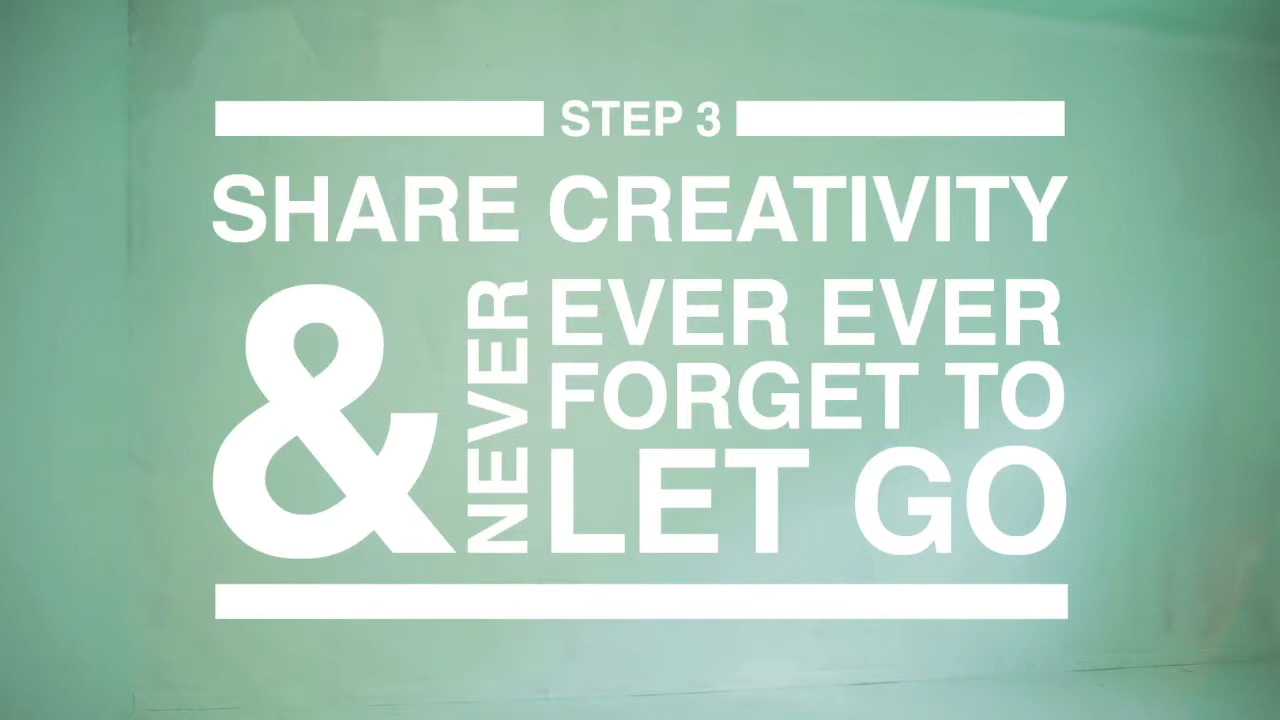 STEP 3
SHARE CREATIVITY
& NEVER
EVER EVER
FORGET TO
LET GO